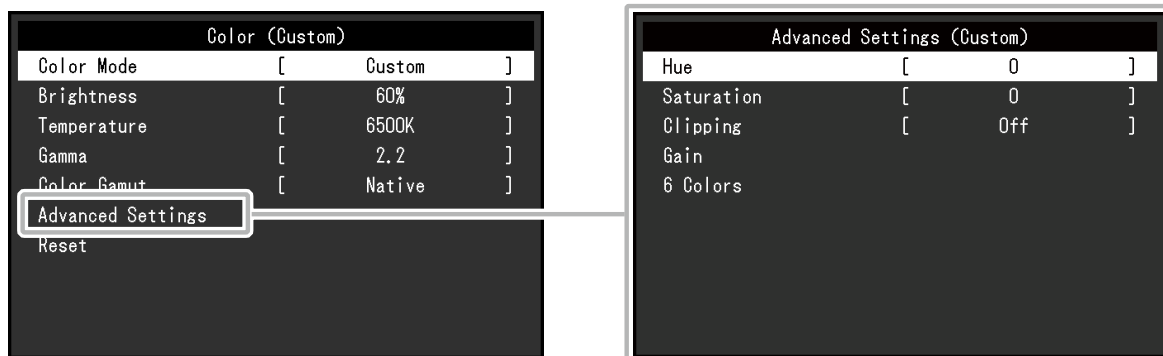 Color (Custom)
Color Mode [ Custom ]
Brightness [ 60% ]
Temperature [ 6500K ]
Gamma [ 2.2 ]
Color Gamut [ Native ]
Advanced Settings
Reset
Advanced Settings (Custom)
Hue [ 0 ]
Saturation [ 0 ]
Clipping [ Off ]
Gain
6 Colors